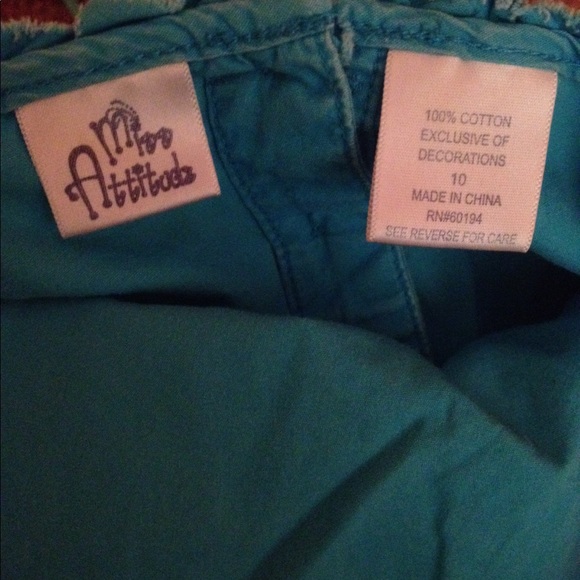 Miss
Attitude
100% COTTON
EXCLUSIVE OF
DECORATIONS
10
MADE IN CHINA
RN#60194
SEE REVERSE FOR CARE